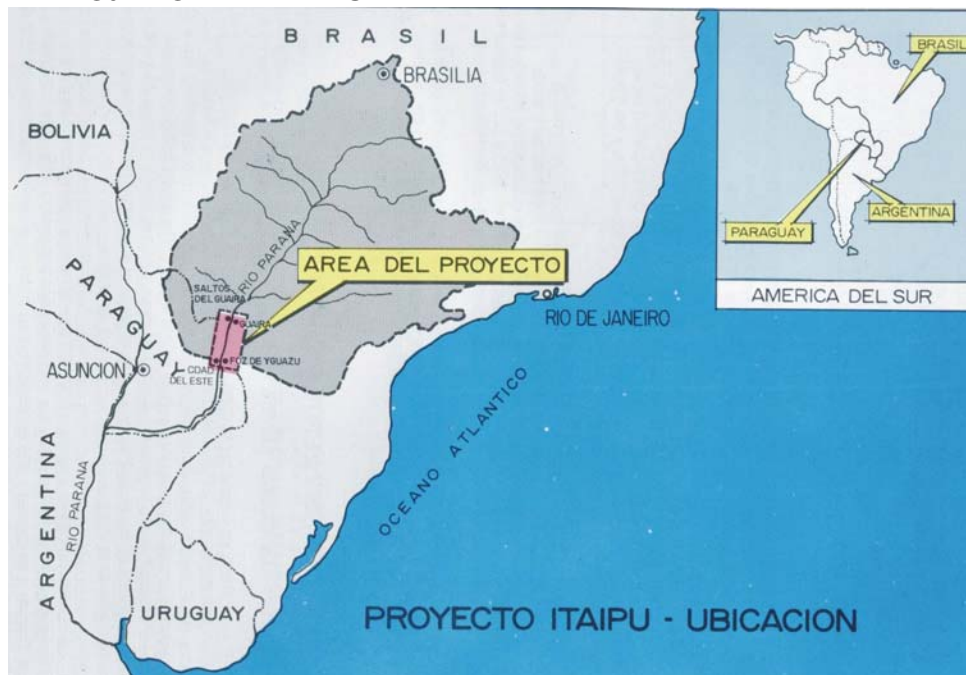 BRASIL
BRASILIA
BOLIVIA
RIO PARANA
AREA DEL PROYECTO
SALTOS
DEL GUAIRA
GUAIRA
PARAGUAY
FOZ DE YGUAZU
CDAD
DEL ESTE
ASUNCION
RIO DE JANEIRO
OCEANO ATLANTICO
ARGENTINA
RIO PARANA
URUGUAY
PROYECTO ITAIPU - UBICACION
BRASIL
ARGENTINA
PARAGUAY
AMERICA DEL SUR